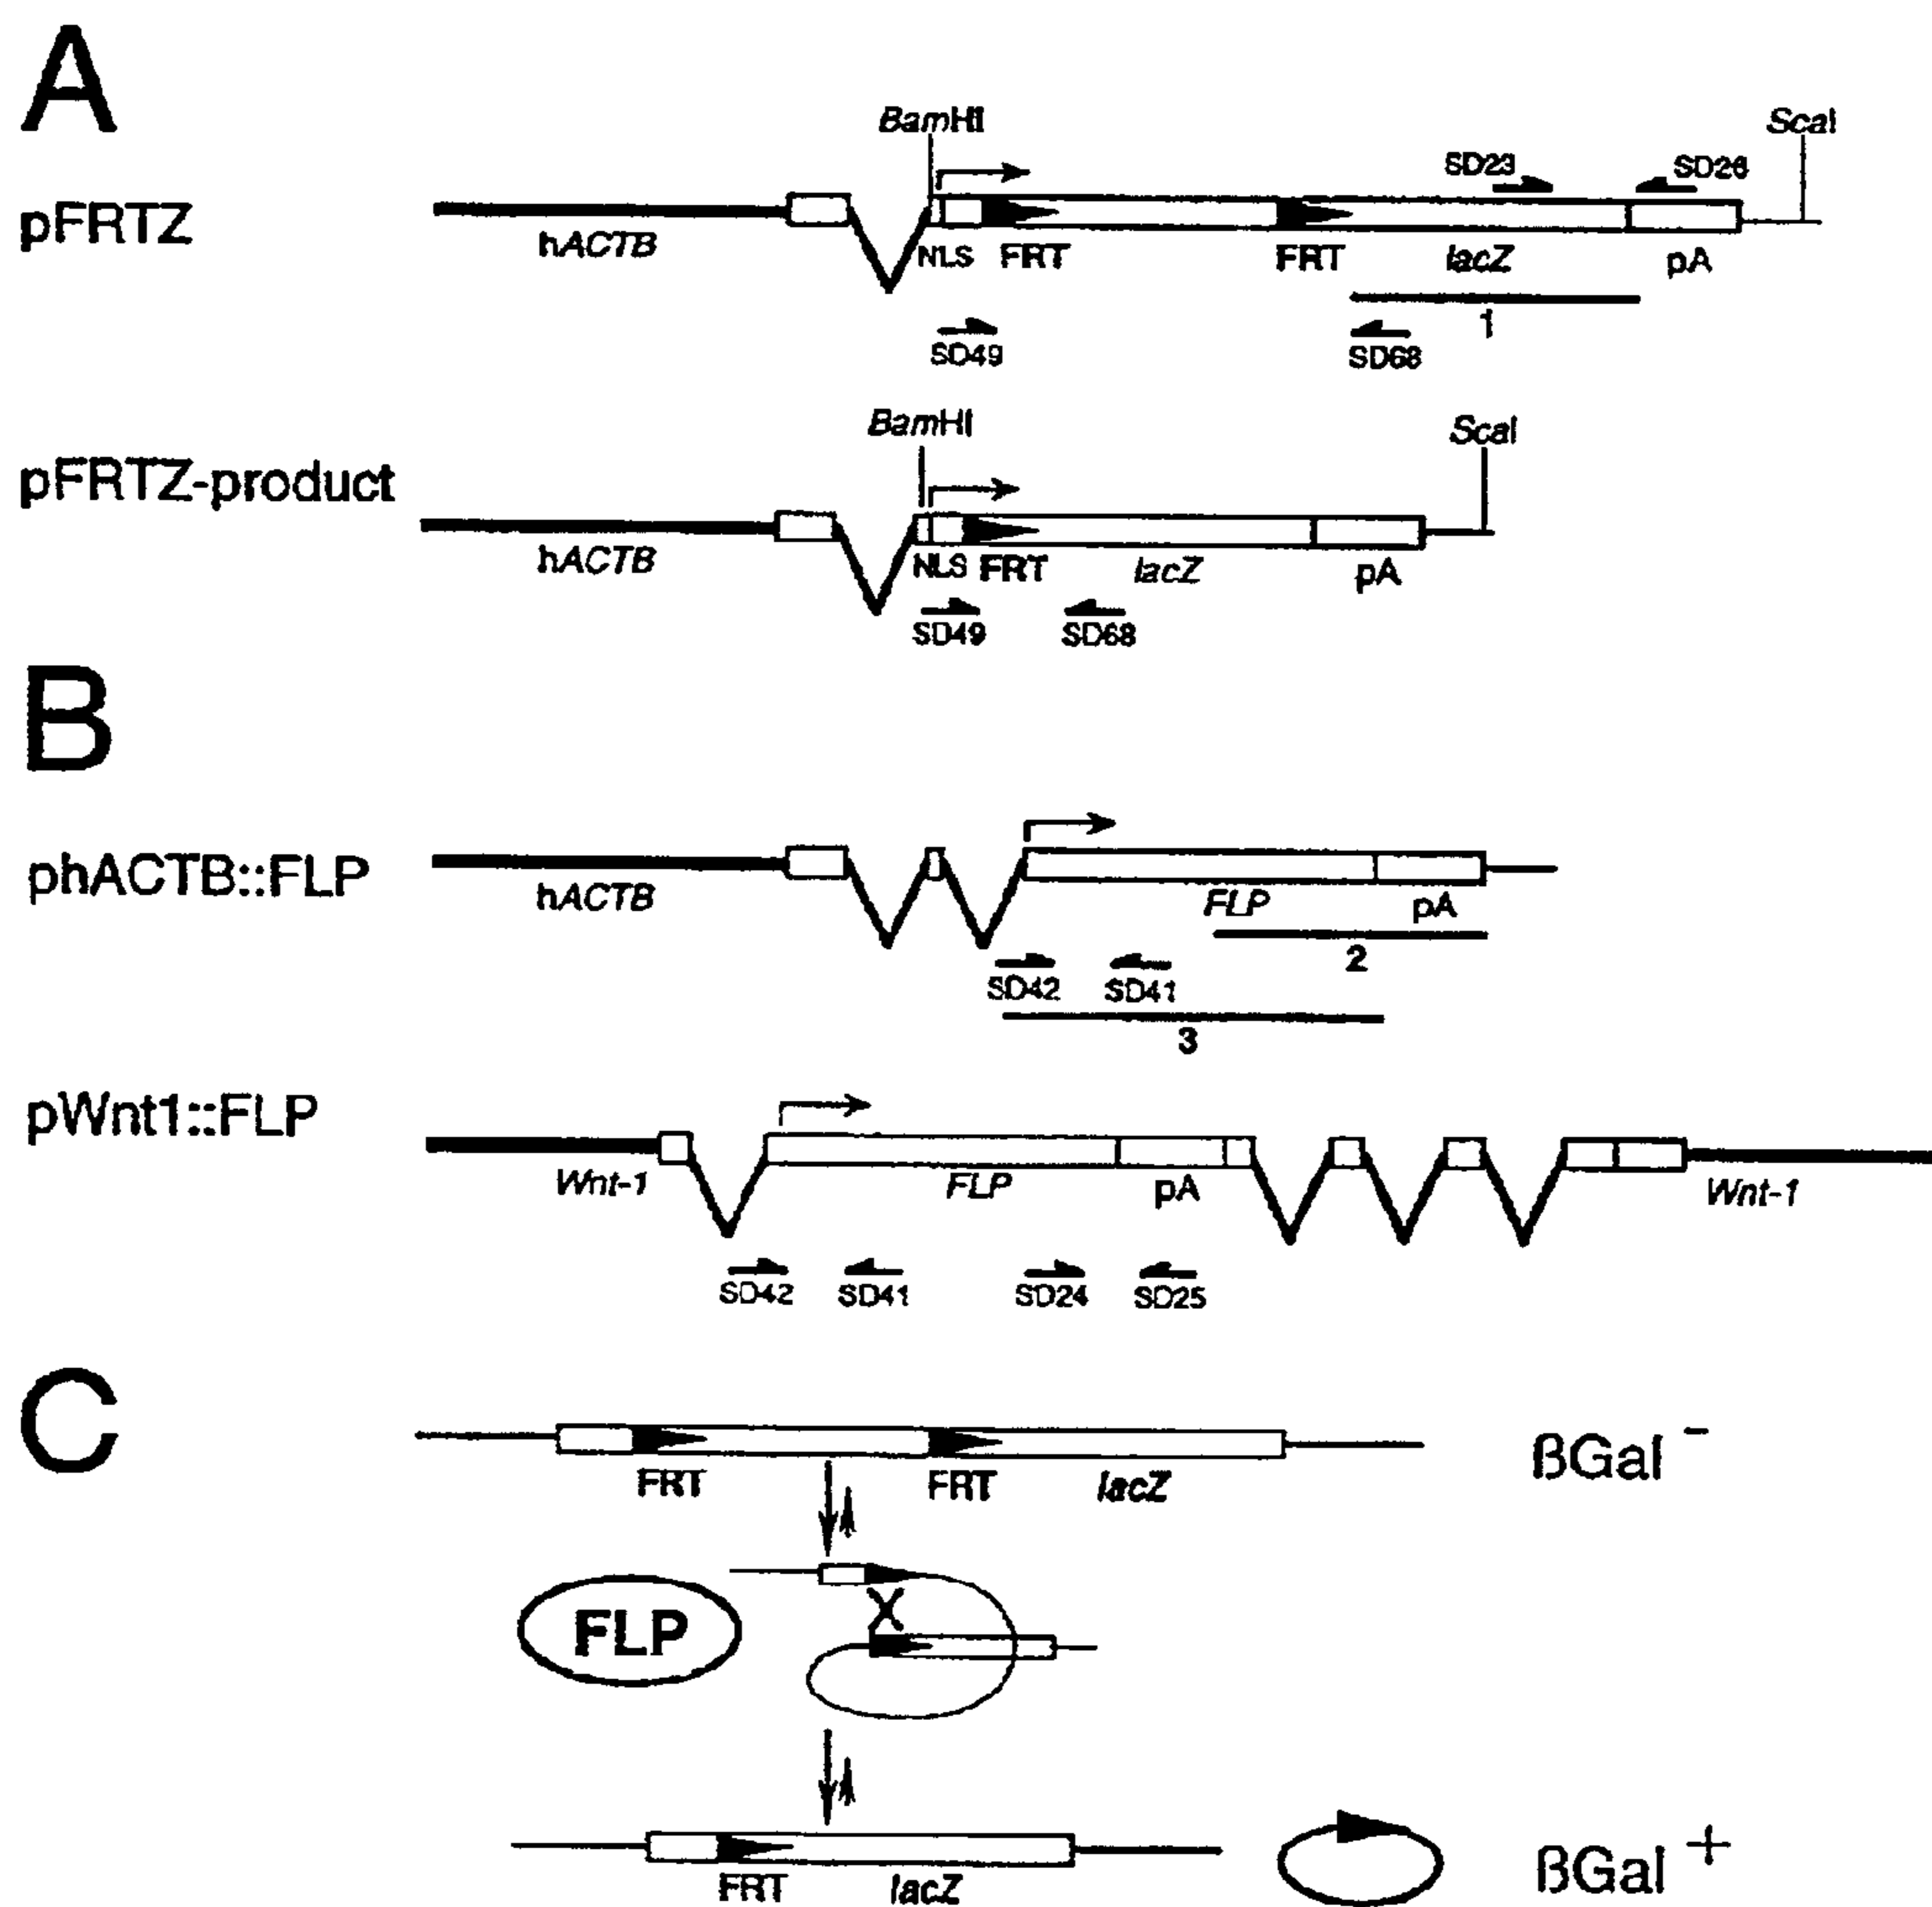 A
BamHI ScaI
SD23 SD26
pFRTZ
hACTB NLS FRT FRT lacZ pA
1
SD49 SD68
BamHI ScaI
pFRTZ-product
hACTB NLS FRT lacZ pA
SD49 SD68
B
phACTB::FLP
hACTB FLP pA
2
SD42 SD41
3
pWnt1::FLP
Wnt-1 FLP pA Wnt-1
SD42 SD41 SD24 SD25
C
ßGal -
FRT FRT lacZ
FLP
X
ßGal +
FRT lacZ